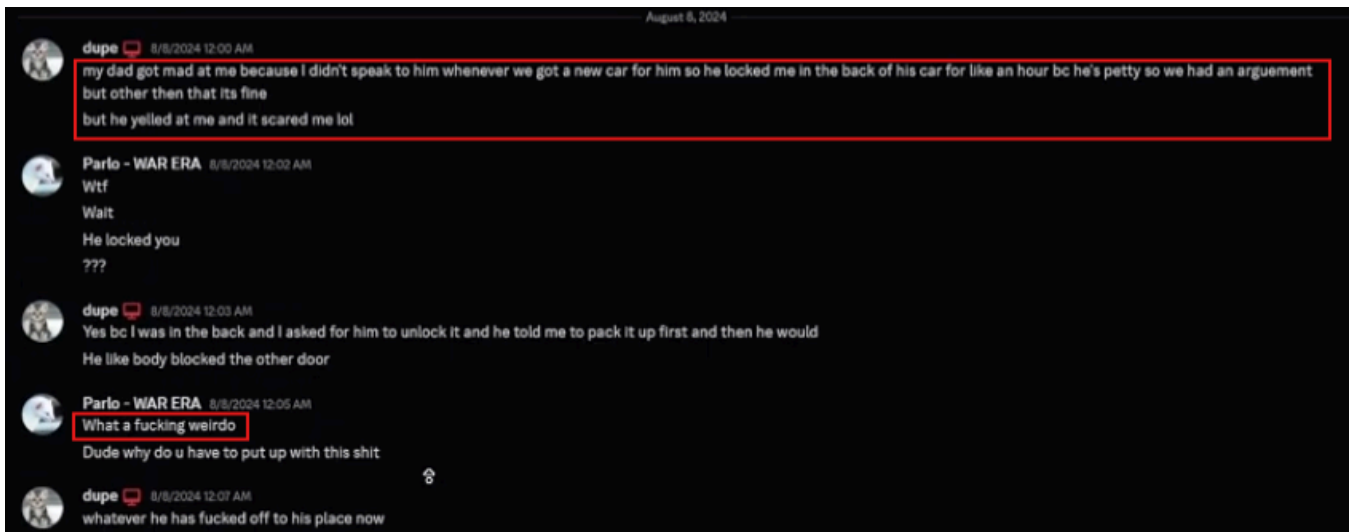 August 8, 2024
dupe 8/8/2024 12:00 AM
my dad got mad at me because I didn't speak to him whenever we got a new car for him so he locked me in the back of his car for like an hour bc he's petty so we had an arguement
but other then that its fine
but he yelled at me and it scared me lol
Parlo - WAR ERA 8/8/2024 12:02 AM
Wtf
Wait
He locked you
???
dupe 8/8/2024 12:03 AM
Yes bc I was in the back and I asked for him to unlock it and he told me to pack it up first and then he would
He like body blocked the other door
Parlo - WAR ERA 8/8/2024 12:05 AM
What a fucking weirdo
Dude why do u have to put up with this shit
dupe 8/8/2024 12:07 AM
whatever he has fucked off to his place now